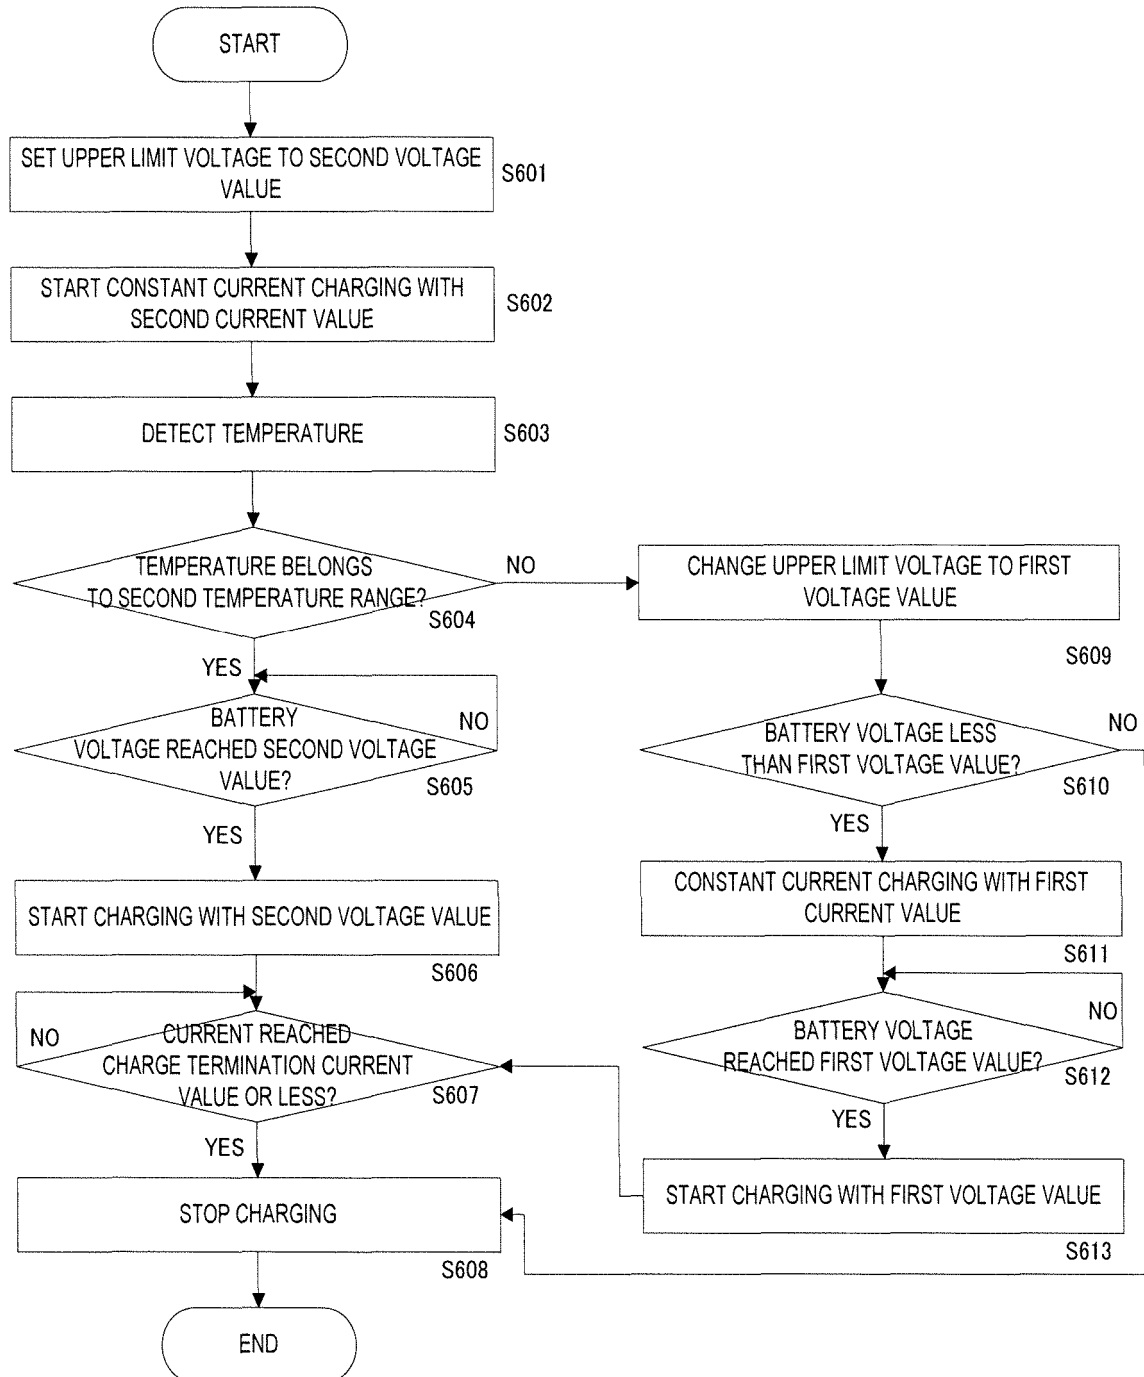 START
SET UPPER LIMIT VOLTAGE TO SECOND VOLTAGE
VALUE
S601
START CONSTANT CURRENT CHARGING WITH
SECOND CURRENT VALUE
S602
DETECT TEMPERATURE
S603
TEMPERATURE BELONGS
TO SECOND TEMPERATURE RANGE?
S604
NO
YES
BATTERY
VOLTAGE REACHED SECOND VOLTAGE
VALUE?
S605
NO
YES
START CHARGING WITH SECOND VOLTAGE VALUE
S606
NO
CURRENT REACHED
CHARGE TERMINATION CURRENT
VALUE OR LESS?
S607
YES
STOP CHARGING
S608
END
CHANGE UPPER LIMIT VOLTAGE TO FIRST
VOLTAGE VALUE
S609
BATTERY VOLTAGE LESS
THAN FIRST VOLTAGE VALUE?
S610
NO
YES
CONSTANT CURRENT CHARGING WITH FIRST
CURRENT VALUE
S611
BATTERY VOLTAGE
REACHED FIRST VOLTAGE VALUE?
S612
NO
YES
START CHARGING WITH FIRST VOLTAGE VALUE
S613